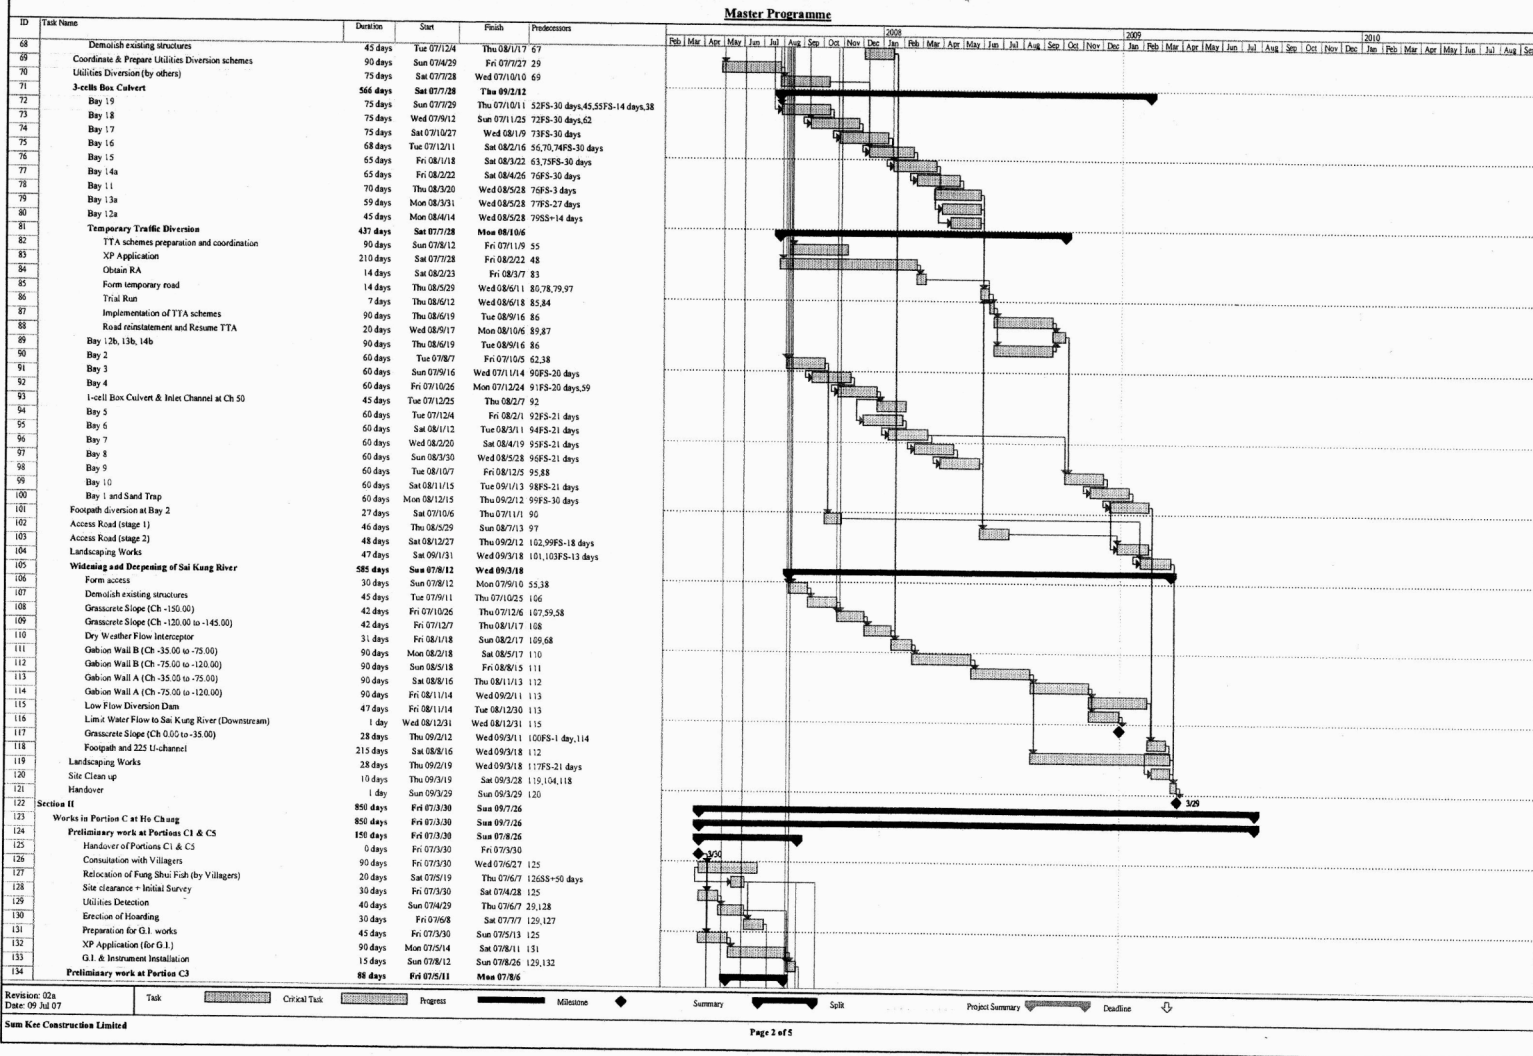 Master Programme
ID Task Name Duration Start Finish Predecessors
2008 2009 2010
Feb Mar Apr May Jun Jul Aug Sep Oct Nov Dec Jan Feb Mar Apr May Jun Jul Aug Sep Oct Nov Dec Jan Feb Mar Apr May Jun Jul Aug Sep Oct Nov Dec Jan Feb Mar Apr May Jun Jul Aug Sep
68 Demolish existing structures 45 days Tue 07/12/4 Thu 08/1/17 67
69 Coordinate & Prepare Utilities Diversion schemes 90 days Sun 07/4/29 Fri 07/7/27 29
70 Utilities Diversion (by others) 75 days Sat 07/7/28 Wed 07/10/10 69
71 3-cells Box Culvert 566 days Sat 07/7/28 Thu 09/2/12
72 Bay 19 75 days Sun 07/7/29 Thu 07/10/11 52FS-30 days,45,55FS-14 days,38
73 Bay 18 75 days Wed 07/9/12 Sun 07/11/25 72FS-30 days,62
74 Bay 17 75 days Sat 07/10/27 Wed 08/1/9 73FS-30 days
75 Bay 16 68 days Tue 07/12/11 Sat 08/2/16 56,70,74FS-30 days
76 Bay 15 65 days Fri 08/1/18 Sat 08/3/22 63,75FS-30 days
77 Bay 14a 65 days Fri 08/2/22 Sat 08/4/26 76FS-30 days
78 Bay 11 70 days Thu 08/3/20 Wed 08/5/28 76FS-3 days
79 Bay 13a 59 days Mon 08/3/31 Wed 08/5/28 77FS-27 days
80 Bay 12a 45 days Mon 08/4/14 Wed 08/5/28 79SS+14 days
81 Temporary Traffic Diversion 437 days Sat 07/7/28 Mon 08/10/6
82 TTA schemes preparation and coordination 90 days Sun 07/8/12 Fri 07/11/9 55
83 XP Application 210 days Sat 07/7/28 Fri 08/2/22 48
84 Obtain RA 14 days Sat 08/2/23 Fri 08/3/7 83
85 Form temporary road 14 days Thu 08/5/29 Wed 08/6/11 80,78,79,97
86 Trial Run 7 days Thu 08/6/12 Wed 08/6/18 85,84
87 Implementation of TTA schemes 90 days Thu 08/6/19 Tue 08/9/16 86
88 Road reinstatement and Resume TTA 20 days Wed 08/9/17 Mon 08/10/6 89,87
89 Bay 12b, 13b, 14b 90 days Thu 08/6/19 Tue 08/9/16 86
90 Bay 2 60 days Tue 07/8/7 Fri 07/10/5 62,38
91 Bay 3 60 days Sun 07/9/16 Wed 07/11/14 90FS-20 days
92 Bay 4 60 days Fri 07/10/26 Mon 07/12/24 91FS-20 days,59
93 1-cell Box Culvert & Inlet Channel at Ch 50 45 days Tue 07/12/25 Thu 08/2/7 92
94 Bay 5 60 days Tue 07/12/4 Fri 08/2/1 92FS-21 days
95 Bay 6 60 days Sat 08/1/12 Tue 08/3/11 94FS-21 days
96 Bay 7 60 days Wed 08/2/20 Sat 08/4/19 95FS-21 days
97 Bay 8 60 days Sun 08/3/30 Wed 08/5/28 96FS-21 days
98 Bay 9 60 days Tue 08/10/7 Fri 08/12/5 95,88
99 Bay 10 60 days Sat 08/11/15 Tue 09/1/13 98FS-21 days
100 Bay 1 and Sand Trap 60 days Mon 08/12/15 Thu 09/2/12 99FS-30 days
101 Footpath diversion at Bay 2 27 days Sat 07/10/6 Thu 07/11/1 90
102 Access Road (stage 1) 46 days Thu 08/5/29 Sun 08/7/13 97
103 Access Road (stage 2) 48 days Sat 08/12/27 Thu 09/2/12 102,99FS-18 days
104 Landscaping Works 47 days Sat 09/1/31 Wed 09/3/18 101,103FS-13 days
105 Widening and Deepening of Sai Kung River 585 days Sun 07/8/12 Wed 09/3/18
106 Form access 30 days Sun 07/8/12 Mon 07/9/10 55,38
107 Demolish existing structures 45 days Tue 07/9/11 Thu 07/10/25 106
108 Grasscrete Slope (Ch -150.00) 42 days Fri 07/10/26 Thu 07/12/6 107,59,58
109 Grasscrete Slope (Ch -120.00 to -145.00) 42 days Fri 07/12/7 Thu 08/1/17 108
110 Dry Weather Flow Interceptor 31 days Fri 08/1/18 Sun 08/2/17 109,68
111 Gabion Wall B (Ch -35.00 to -75.00) 90 days Mon 08/2/18 Sat 08/5/17 110
112 Gabion Wall B (Ch -75.00 to -120.00) 90 days Sun 08/5/18 Fri 08/8/15 111
113 Gabion Wall A (Ch -35.00 to -75.00) 90 days Sat 08/8/16 Thu 08/11/13 112
114 Gabion Wall A (Ch -75.00 to -120.00) 90 days Fri 08/11/14 Wed 09/2/11 113
115 Low Flow Diversion Dam 47 days Fri 08/11/14 Tue 08/12/30 113
116 Limit Water Flow to Sai Kung River (Downstream) 1 day Wed 08/12/31 Wed 08/12/31 115
117 Grasscrete Slope (Ch 0.00 to -35.00) 28 days Thu 09/2/12 Wed 09/3/11 100FS-1 day,114
118 Footpath and 225 U-channel 215 days Sat 08/8/16 Wed 09/3/18 112
119 Landscaping Works 28 days Thu 09/2/19 Wed 09/3/18 117FS-21 days
120 Site Clean up 10 days Thu 09/3/19 Sat 09/3/28 119,104,118
121 Handover 1 day Sun 09/3/29 Sun 09/3/29 120
3/29
122 Section II 850 days Fri 07/3/30 Sun 09/7/26
123 Works in Portion C at Ho Chung 850 days Fri 07/3/30 Sun 09/7/26
124 Preliminary work at Portions C1 & C5 150 days Fri 07/3/30 Sun 07/8/26
125 Handover of Portions C1 & C5 0 days Fri 07/3/30 Fri 07/3/30
3/30
126 Consultation with Villagers 90 days Fri 07/3/30 Wed 07/6/27 125
127 Relocation of Fung Shui Fish (by Villagers) 20 days Sat 07/5/19 Thu 07/6/7 126SS+50 days
128 Site clearance + Initial Survey 30 days Fri 07/3/30 Sat 07/4/28 125
129 Utilities Detection 40 days Sun 07/4/29 Thu 07/6/7 29,128
130 Erection of Hoarding 30 days Fri 07/6/8 Sat 07/7/7 129,127
131 Preparation for G.I. works 45 days Fri 07/3/30 Sun 07/5/13 125
132 XP Application (for G.I.) 90 days Mon 07/5/14 Sat 07/8/11 131
133 G.I. & Instrument Installation 15 days Sun 07/8/12 Sun 07/8/26 129,132
134 Preliminary work at Portion C3 88 days Fri 07/5/11 Mon 07/8/6
Revision: 02a
Date: 09 Jul 07
Task Critical Task Progress Milestone Summary Split Project Summary Deadline
Sum Kee Construction Limited
Page 2 of 5